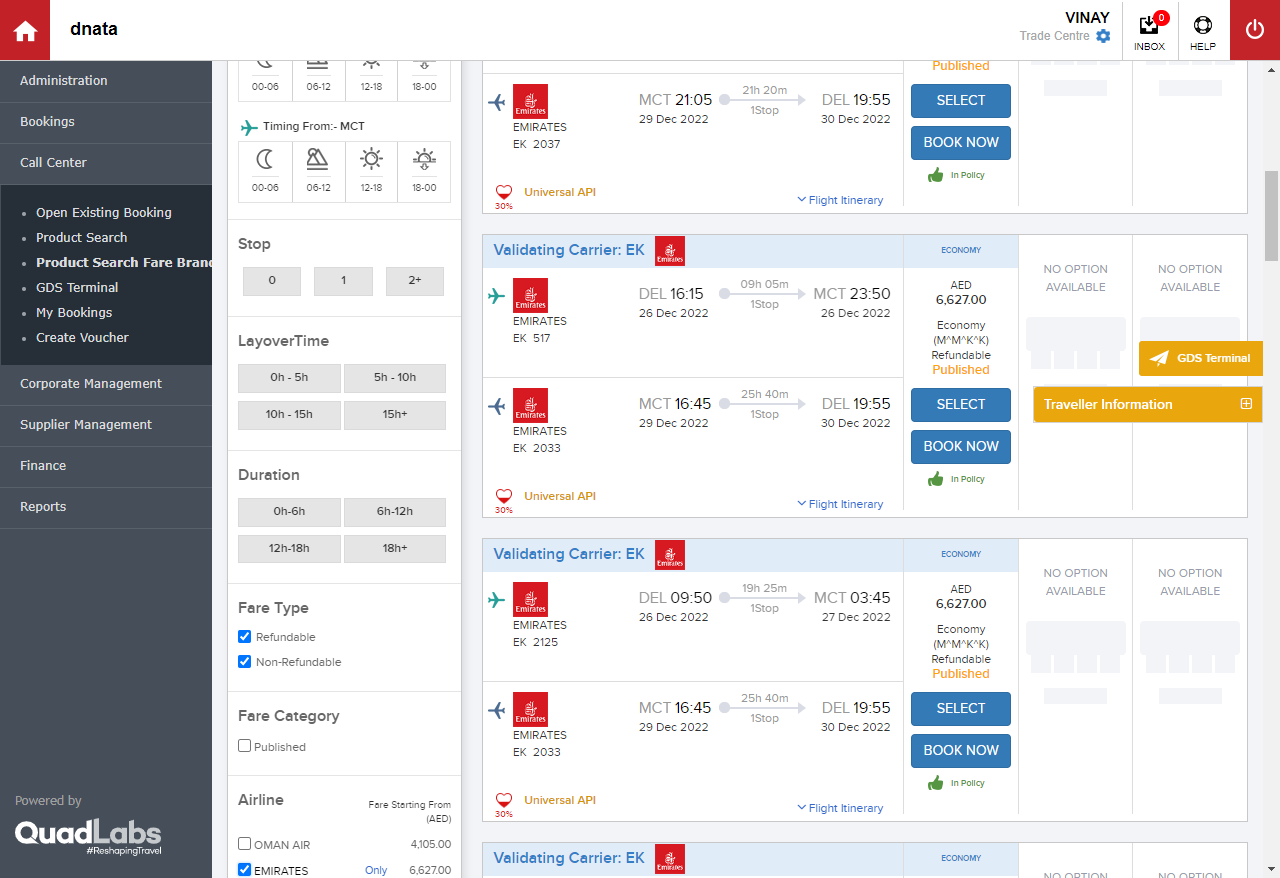 dnata
VINAY
Trade Centre
0
INBOX
HELP
Administration
Bookings
Call Center
Open Existing Booking
Product Search
Product Search Fare Bran
GDS Terminal
My Bookings
Create Voucher
Corporate Management
Supplier Management
Finance
Reports
Powered by
QuadLabs
#ReshapingTravel
00-06
06-12
12-18
18-00
Timing From:- MCT
00-06
06-12
12-18
18-00
Stop
0
1
2+
LayoverTime
0h - 5h
5h - 10h
10h - 15h
15h+
Duration
0h-6h
6h-12h
12h-18h
18h+
Fare Type
Refundable
Non-Refundable
Fare Category
Published
Airline
Fare Starting From
(AED)
OMAN AIR
4,105.00
EMIRATES
Only
6,627.00
Published
Emirates
EMIRATES
EK 2037
MCT 21:05
29 Dec 2022
21h 20m
1Stop
DEL 19:55
30 Dec 2022
SELECT
BOOK NOW
In Policy
30%
Universal API
Flight Itinerary
Validating Carrier: EK
Emirates
ECONOMY
Emirates
EMIRATES
EK 517
DEL 16:15
26 Dec 2022
09h 05m
1Stop
MCT 23:50
26 Dec 2022
AED
6,627.00
Economy
(M^M^K^K)
Refundable
Published
NO OPTION
AVAILABLE
NO OPTION
AVAILABLE
Emirates
EMIRATES
EK 2033
MCT 16:45
29 Dec 2022
25h 40m
1Stop
DEL 19:55
30 Dec 2022
SELECT
BOOK NOW
In Policy
30%
Universal API
Flight Itinerary
GDS Terminal
Traveller Information
Validating Carrier: EK
Emirates
ECONOMY
Emirates
EMIRATES
EK 2125
DEL 09:50
26 Dec 2022
19h 25m
1Stop
MCT 03:45
27 Dec 2022
AED
6,627.00
Economy
(M^M^K^K)
Refundable
Published
NO OPTION
AVAILABLE
NO OPTION
AVAILABLE
Emirates
EMIRATES
EK 2033
MCT 16:45
29 Dec 2022
25h 40m
1Stop
DEL 19:55
30 Dec 2022
SELECT
BOOK NOW
In Policy
30%
Universal API
Flight Itinerary
Validating Carrier: EK
Emirates
ECONOMY
NO OPTION
NO OPTION